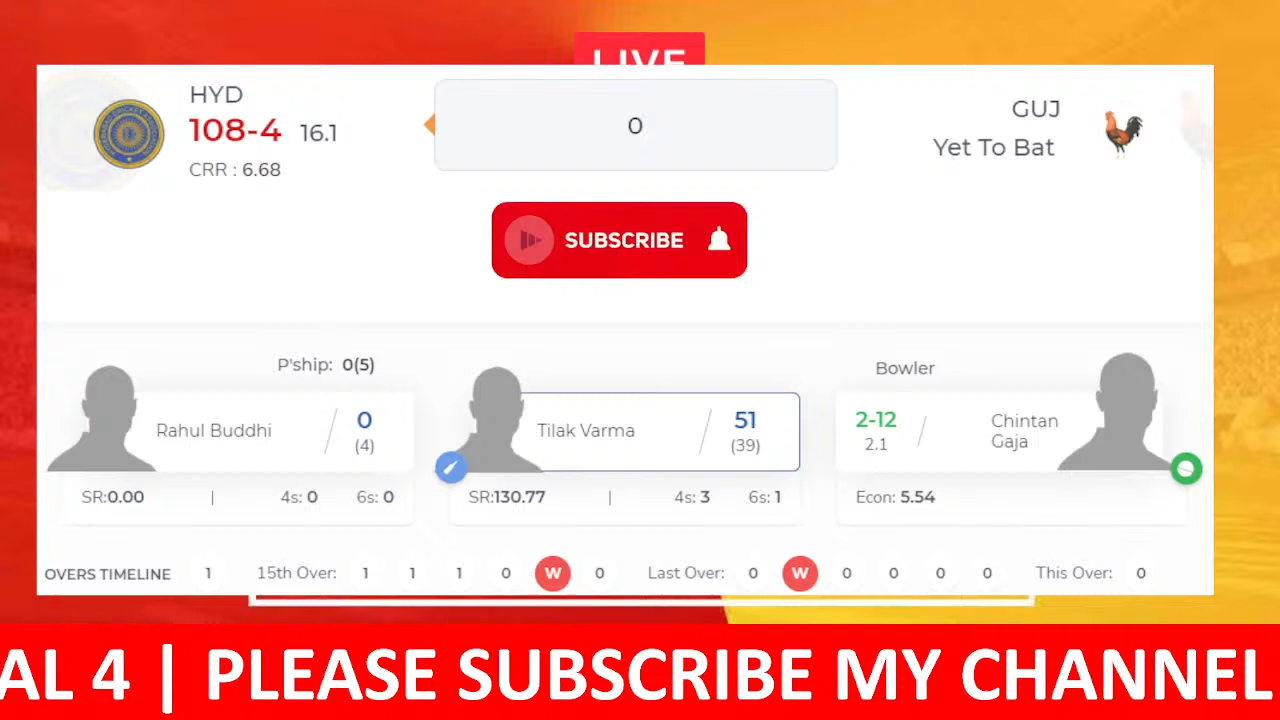 LIVE
HYD
108-4 16.1
CRR : 6.68
0
GUJ
Yet To Bat
SUBSCRIBE
P'ship: 0(5)
Rahul Buddhi
0
(4)
SR:0.00 | 4s: 0 6s: 0
Tilak Varma
51
(39)
SR:130.77 | 4s: 3 6s: 1
Bowler
2-12
2.1
Chintan
Gaja
Econ: 5.54
OVERS TIMELINE 1 15th Over: 1 1 1 0 W 0 Last Over: 0 W 0 0 0 0 This Over: 0
AL 4 | PLEASE SUBSCRIBE MY CHANNEL